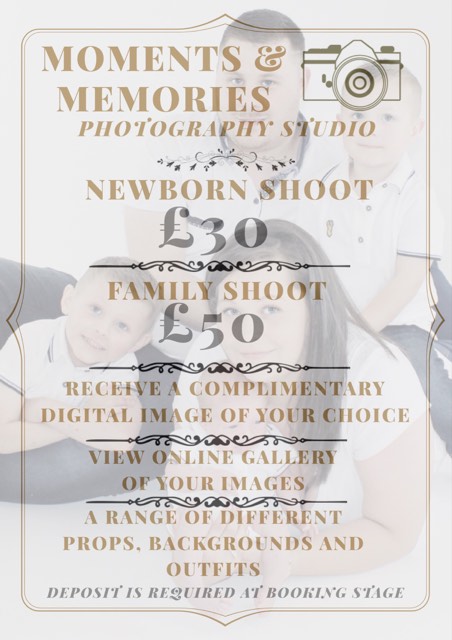 MOMENTS &
MEMORIES
PHOTOGRAPHY STUDIO
NEWBORN SHOOT
£30
FAMILY SHOOT
£50
RECEIVE A COMPLIMENTARY
DIGITAL IMAGE OF YOUR CHOICE
VIEW ONLINE GALLERY
OF YOUR IMAGES
A RANGE OF DIFFERENT
PROPS, BACKGROUNDS AND
OUTFITS
DEPOSIT IS REQUIRED AT BOOKING STAGE